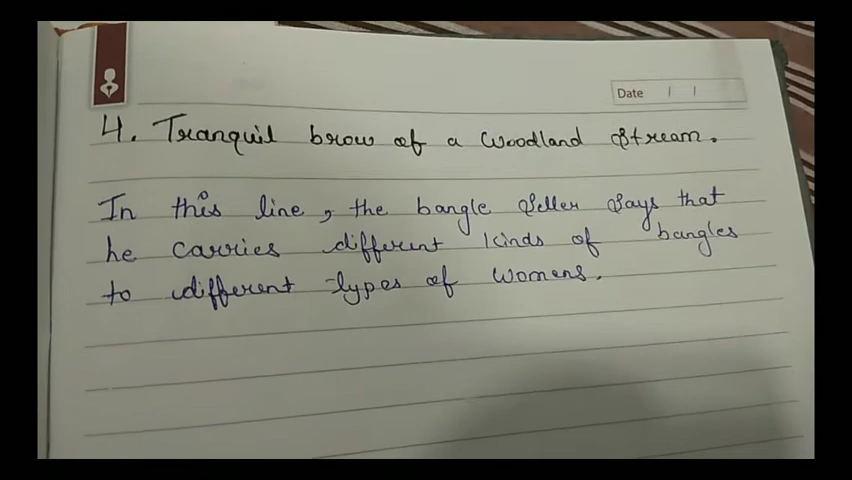 Date / /
4. Tranquil brow of a woodland stream.
In this line, the bangle seller says that
he carries different kinds of bangles
to different types of womens.